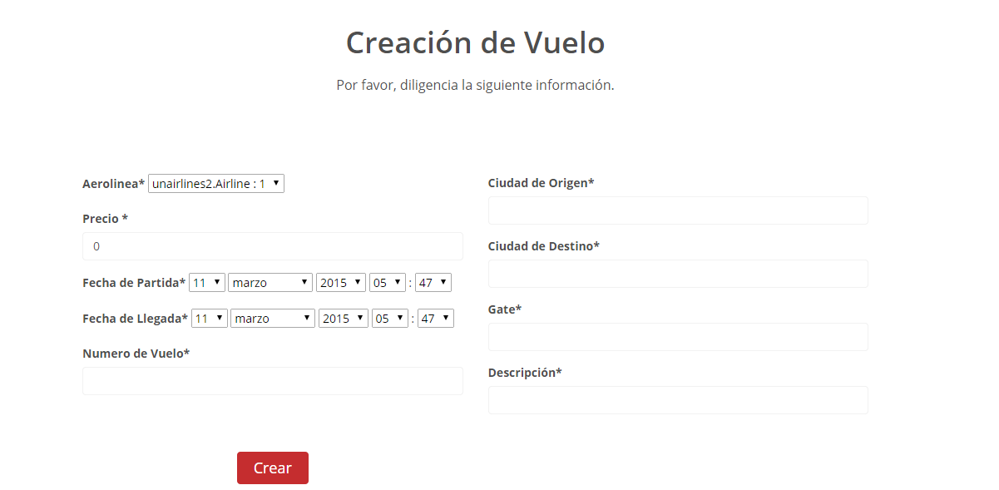 Creación de Vuelo
Por favor, diligencia la siguiente información.
Aerolinea* unairlines2.Airline : 1
Precio *
0
Fecha de Partida* 11 marzo 2015 05 : 47
Fecha de Llegada* 11 marzo 2015 05 : 47
Numero de Vuelo*
Ciudad de Origen*
Ciudad de Destino*
Gate*
Descripción*
Crear